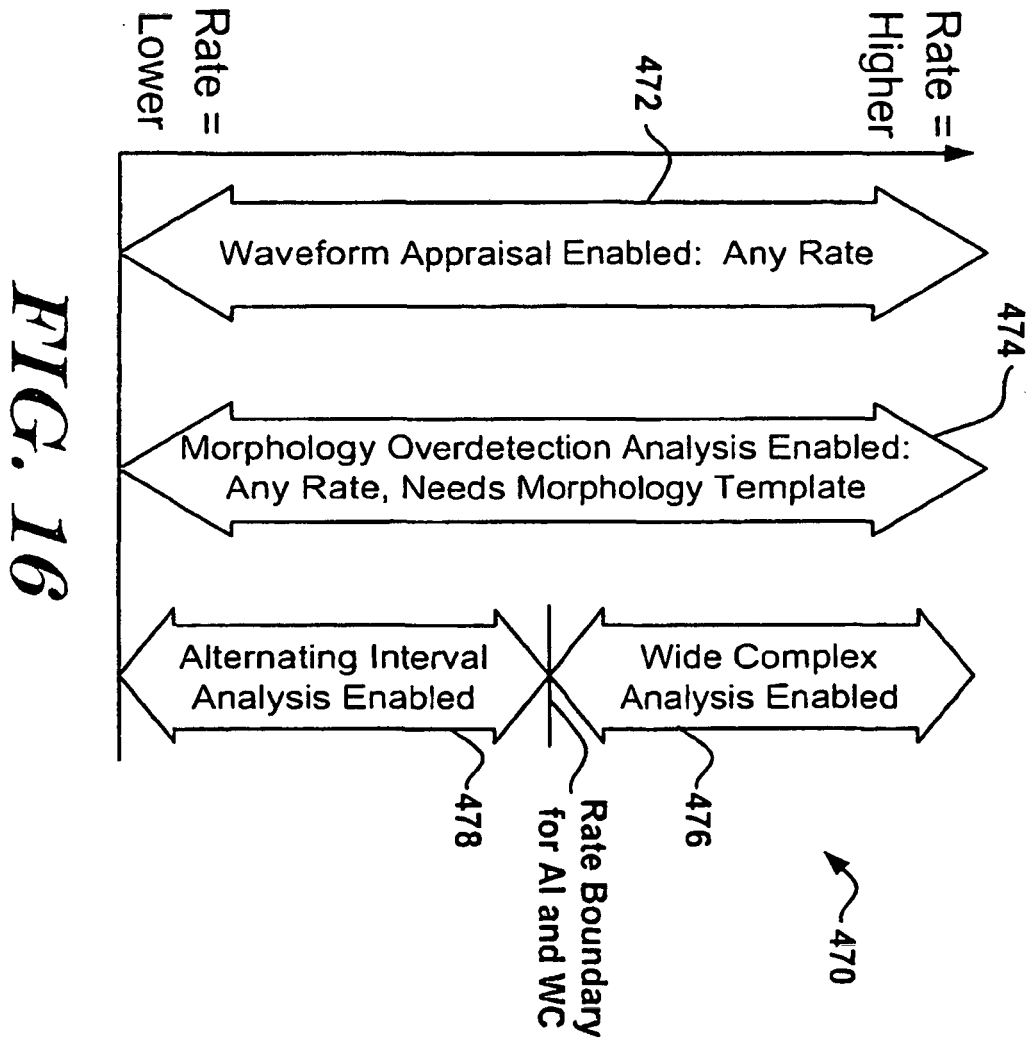 Rate =
Higher
Rate =
Lower
472
Waveform Appraisal Enabled: Any Rate
474
Morphology Overdetection Analysis Enabled:
Any Rate, Needs Morphology Template
Alternating Interval
Analysis Enabled
Wide Complex
Analysis Enabled
478
476
Rate Boundary
for AI and WC
470
FIG. 16